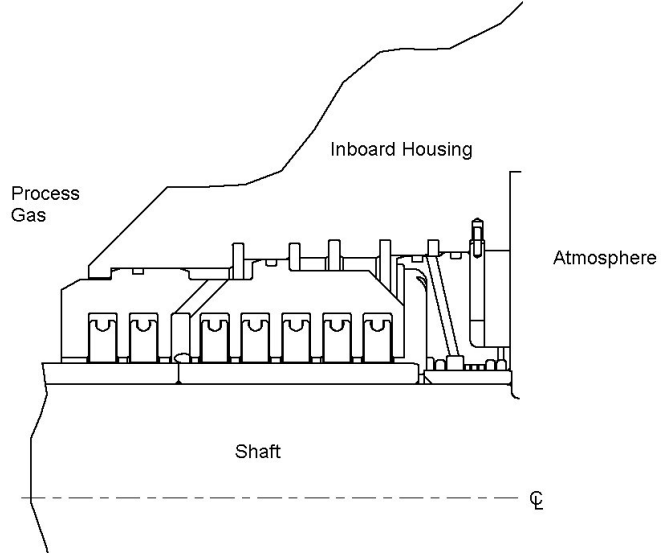 Inboard Housing
Process
Gas
Atmosphere
Shaft
℄